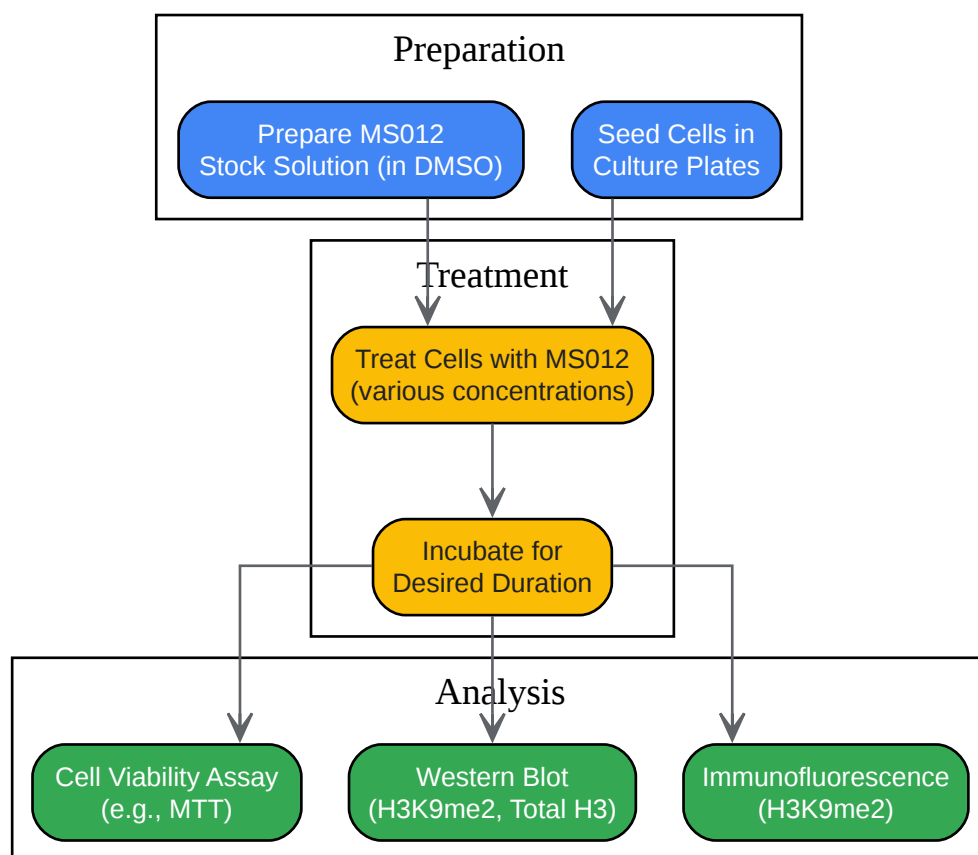 Preparation
Prepare MS012
Stock Solution (in DMSO)
Seed Cells in
Culture Plates
Treatment
Treat Cells with MS012
(various concentrations)
Incubate for
Desired Duration
Analysis
Cell Viability Assay
(e.g., MTT)
Western Blot
(H3K9me2, Total H3)
Immunofluorescence
(H3K9me2)